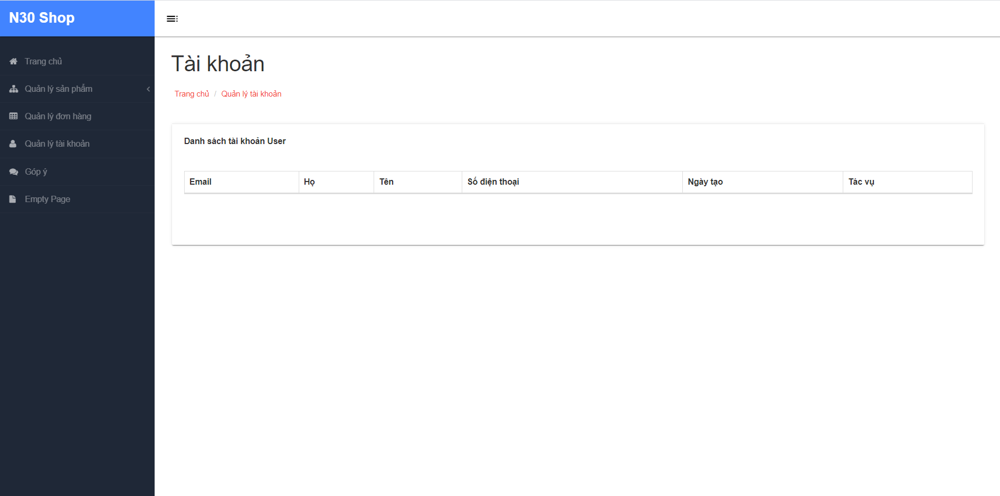 N30 Shop
Trang chủ
Quản lý sản phẩm
Quản lý đơn hàng
Quản lý tài khoản
Góp ý
Empty Page
Tài khoản
Trang chủ / Quản lý tài khoản
Danh sách tài khoản User
Email Họ Tên Số điện thoại Ngày tạo Tác vụ